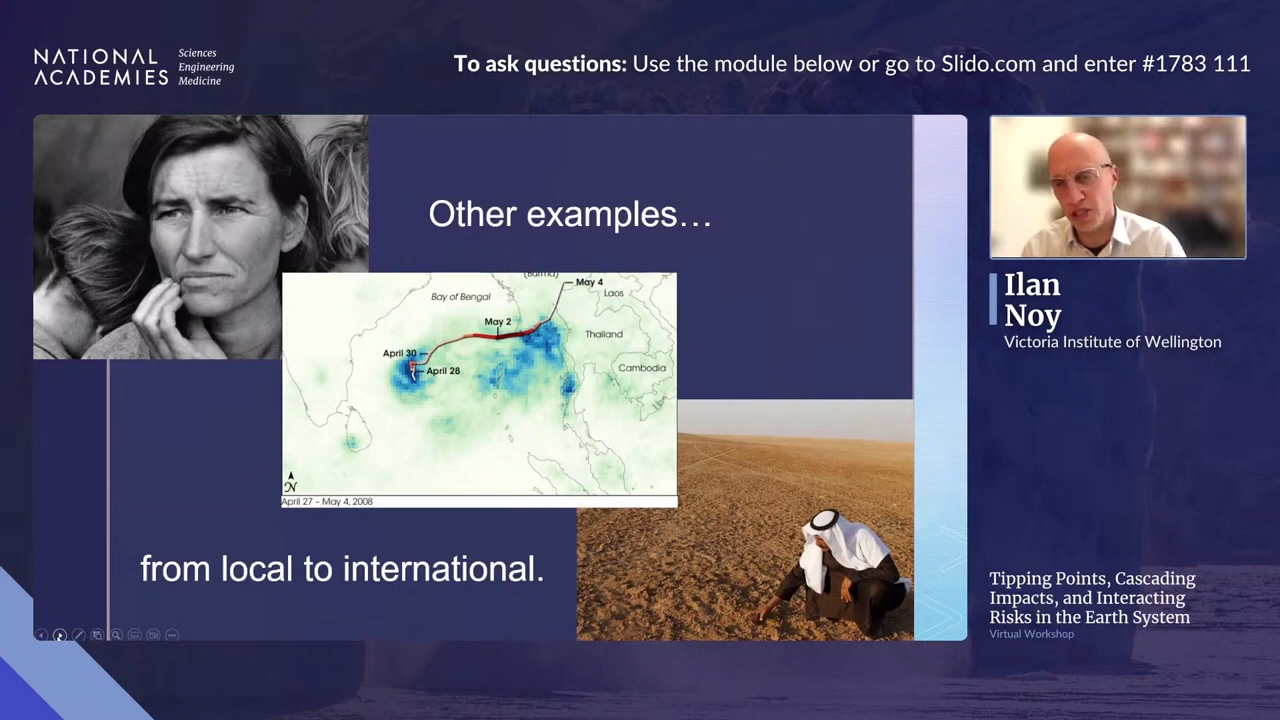 NATIONAL
ACADEMIES
Sciences
Engineering
Medicine
To ask questions: Use the module below or go to Slido.com and enter #1783 111
Other examples…
(Burma)
May 4
Laos
Bay of Bengal
May 2
Thailand
April 30
April 28
Cambodia
N
April 27 – May 4, 2008
from local to international.
Ilan
Noy
Victoria Institute of Wellington
Tipping Points, Cascading
Impacts, and Interacting
Risks in the Earth System
Virtual Workshop